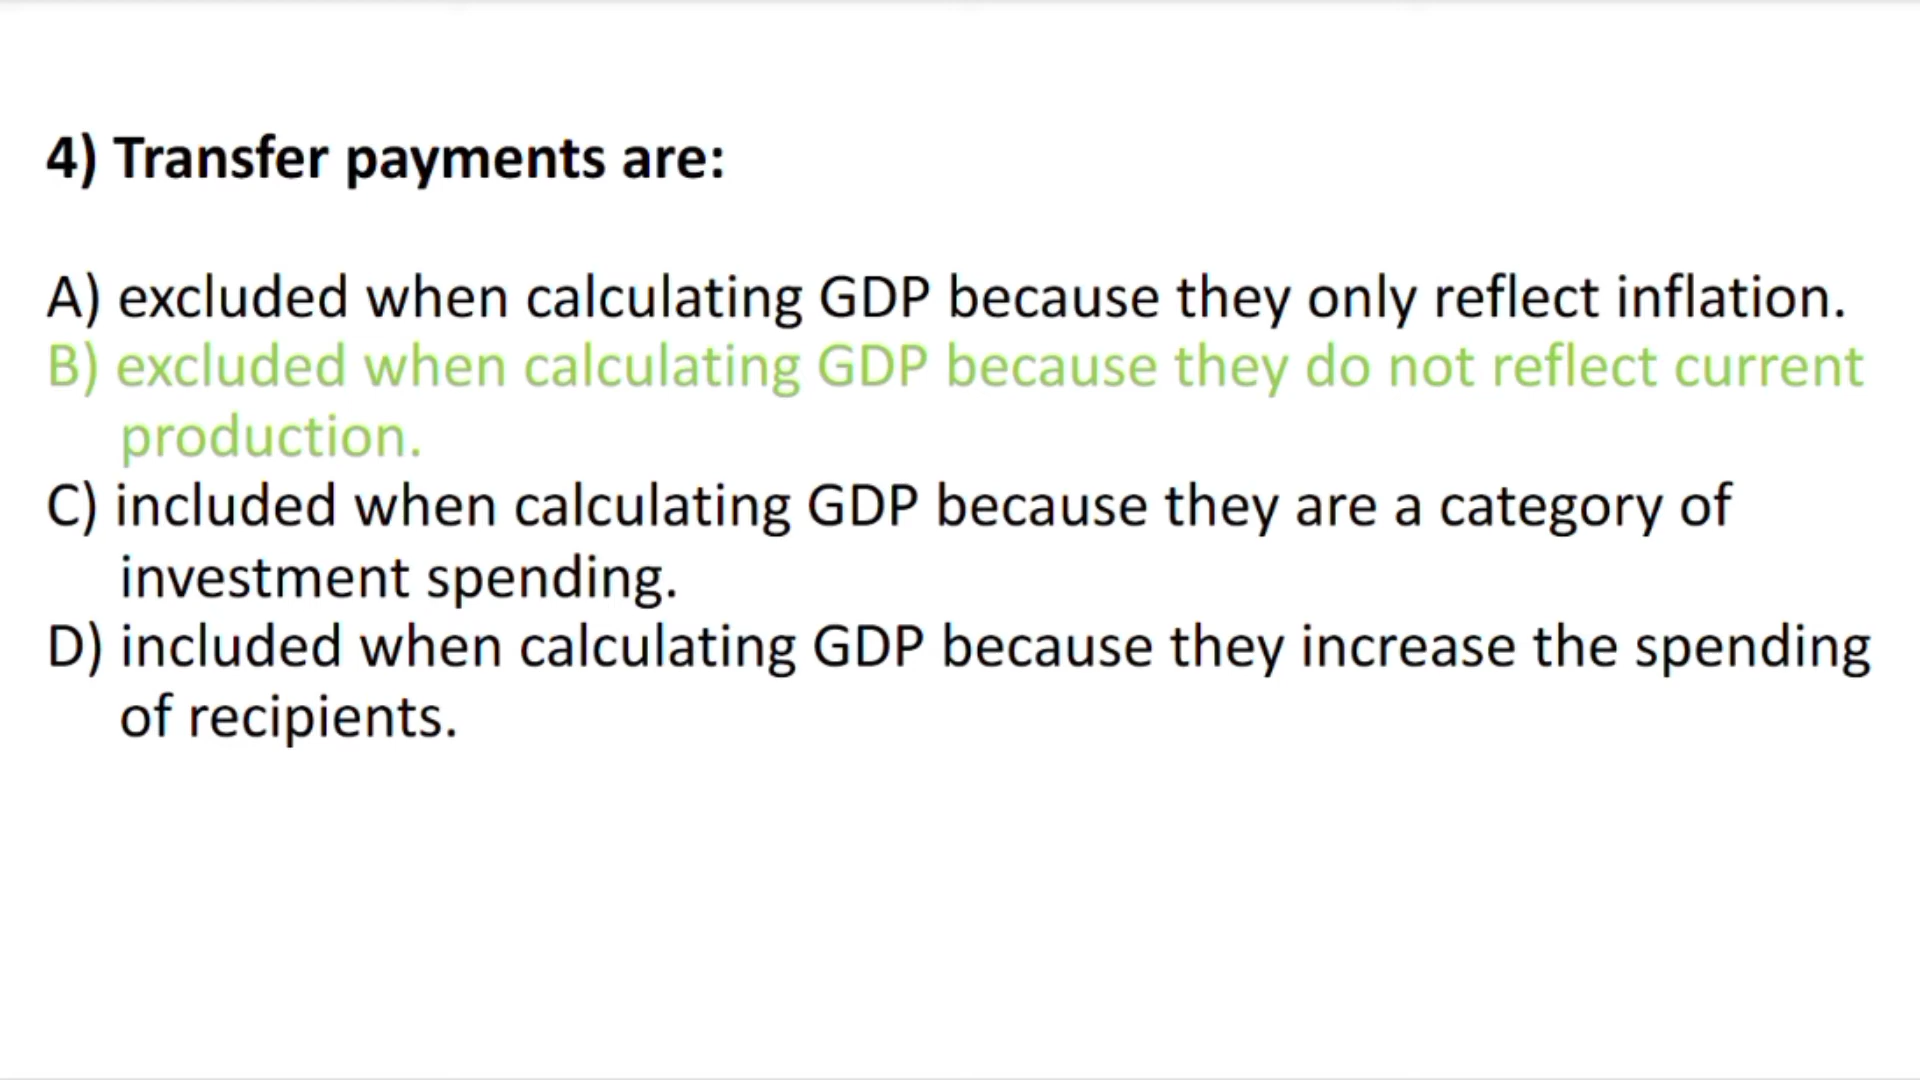 4) Transfer payments are:
A) excluded when calculating GDP because they only reflect inflation.
B) excluded when calculating GDP because they do not reflect current
production.
C) included when calculating GDP because they are a category of
investment spending.
D) included when calculating GDP because they increase the spending
of recipients.